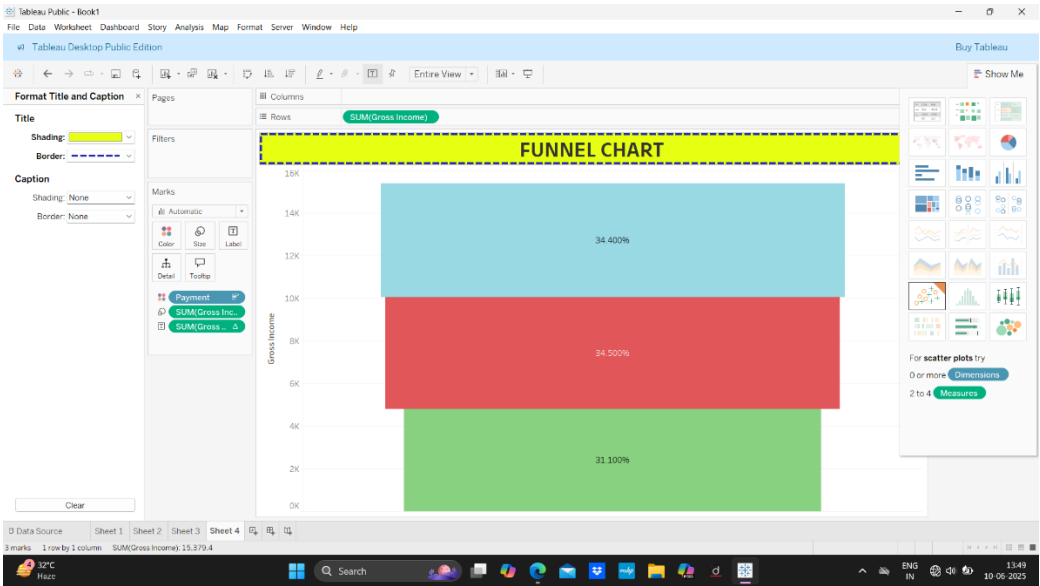 Tableau Public - Book1
File Data Worksheet Dashboard Story Analysis Map Format Server Window Help
Tableau Desktop Public Edition
Buy Tableau
Entire View
Show Me
Format Title and Caption ×
Title
Shading:
Border:
Caption
Shading: None
Border: None
Clear
Pages
Filters
Marks
Automatic
Color Size Label
Detail Tooltip
Payment
SUM(Gross Inc..
SUM(Gross ..
Columns
Rows
SUM(Gross Income)
FUNNEL CHART
16K
14K
12K
10K
8K
6K
4K
2K
0K
Gross Income
34.400%
34.500%
31.100%
For scatter plots try
0 or more Dimensions
2 to 4 Measures
Data Source Sheet 1 Sheet 2 Sheet 3 Sheet 4
3 marks 1 row by 1 column SUM(Gross Income): 15,379.4
4
32°C
Haze
Search
ENG
IN
13:49
10-06-2025